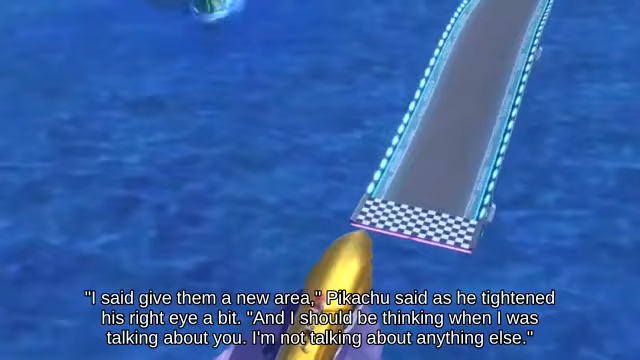 "I said give them a new area," Pikachu said as he tightened
his right eye a bit. "And I should be thinking when I was
talking about you. I'm not talking about anything else."